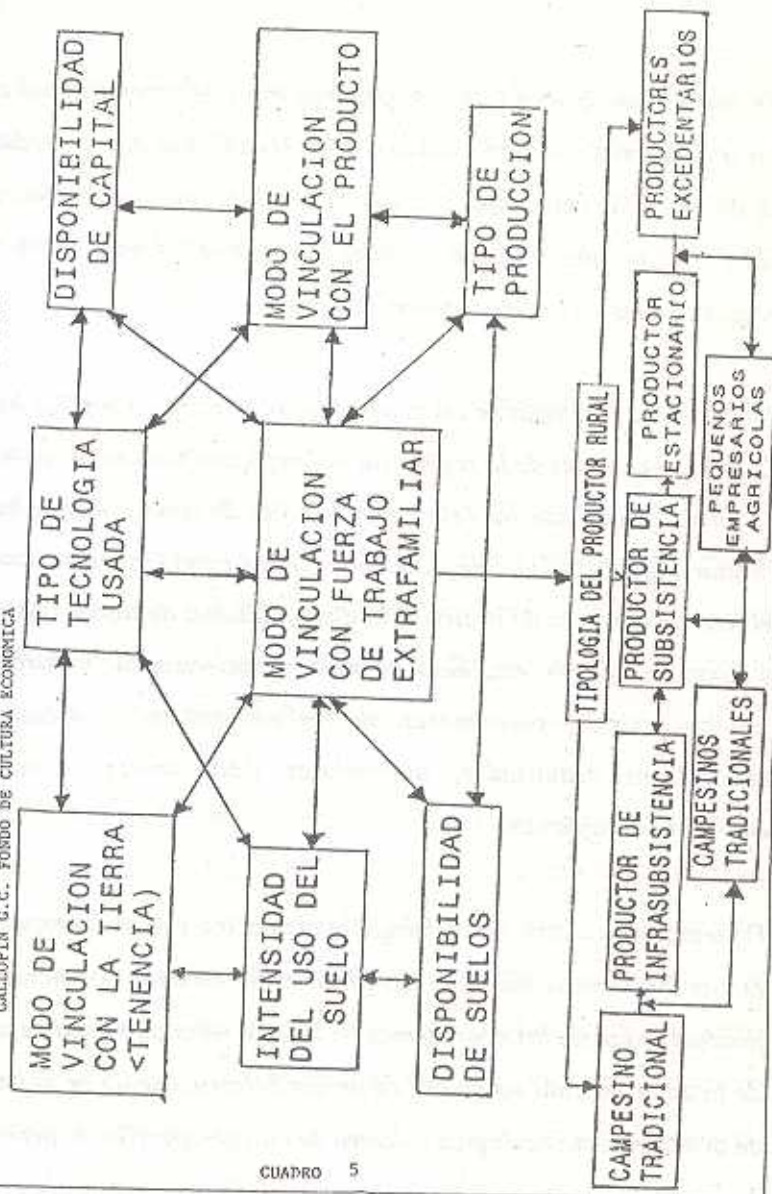 GALLOPIN G.C. FONDO DE CULTURA ECONOMICA
MODO DE
VINCULACION
CON LA TIERRA
<TENENCIA)
TIPO DE
TECNOLOGIA
USADA
DISPONIBILIDAD
DE CAPITAL
INTENSIDAD
DEL USO DEL
SUELO
MODO DE
VINCULACION
CON FUERZA
DE TRABAJO
EXTRAFAMILIAR
MODO DE
VINCULACION
CON EL PRODUCTO
DISPONIBILIDAD
DE SUELOS
TIPO DE
PRODUCCION
TIPOLOGIA DEL PRODUCTOR RURAL
CAMPESINO
TRADICIONAL
PRODUCTOR DE
INFRASUBSISTENCIA
PRODUCTOR DE
SUBSISTENCIA
PRODUCTOR
ESTACIONARIO
PRODUCTORES
EXCEDENTARIOS
CAMPESINOS
TRADICIONALES
PEQUENOS
EMPRESARIOS
AGRICOLAS
CUADRO 5